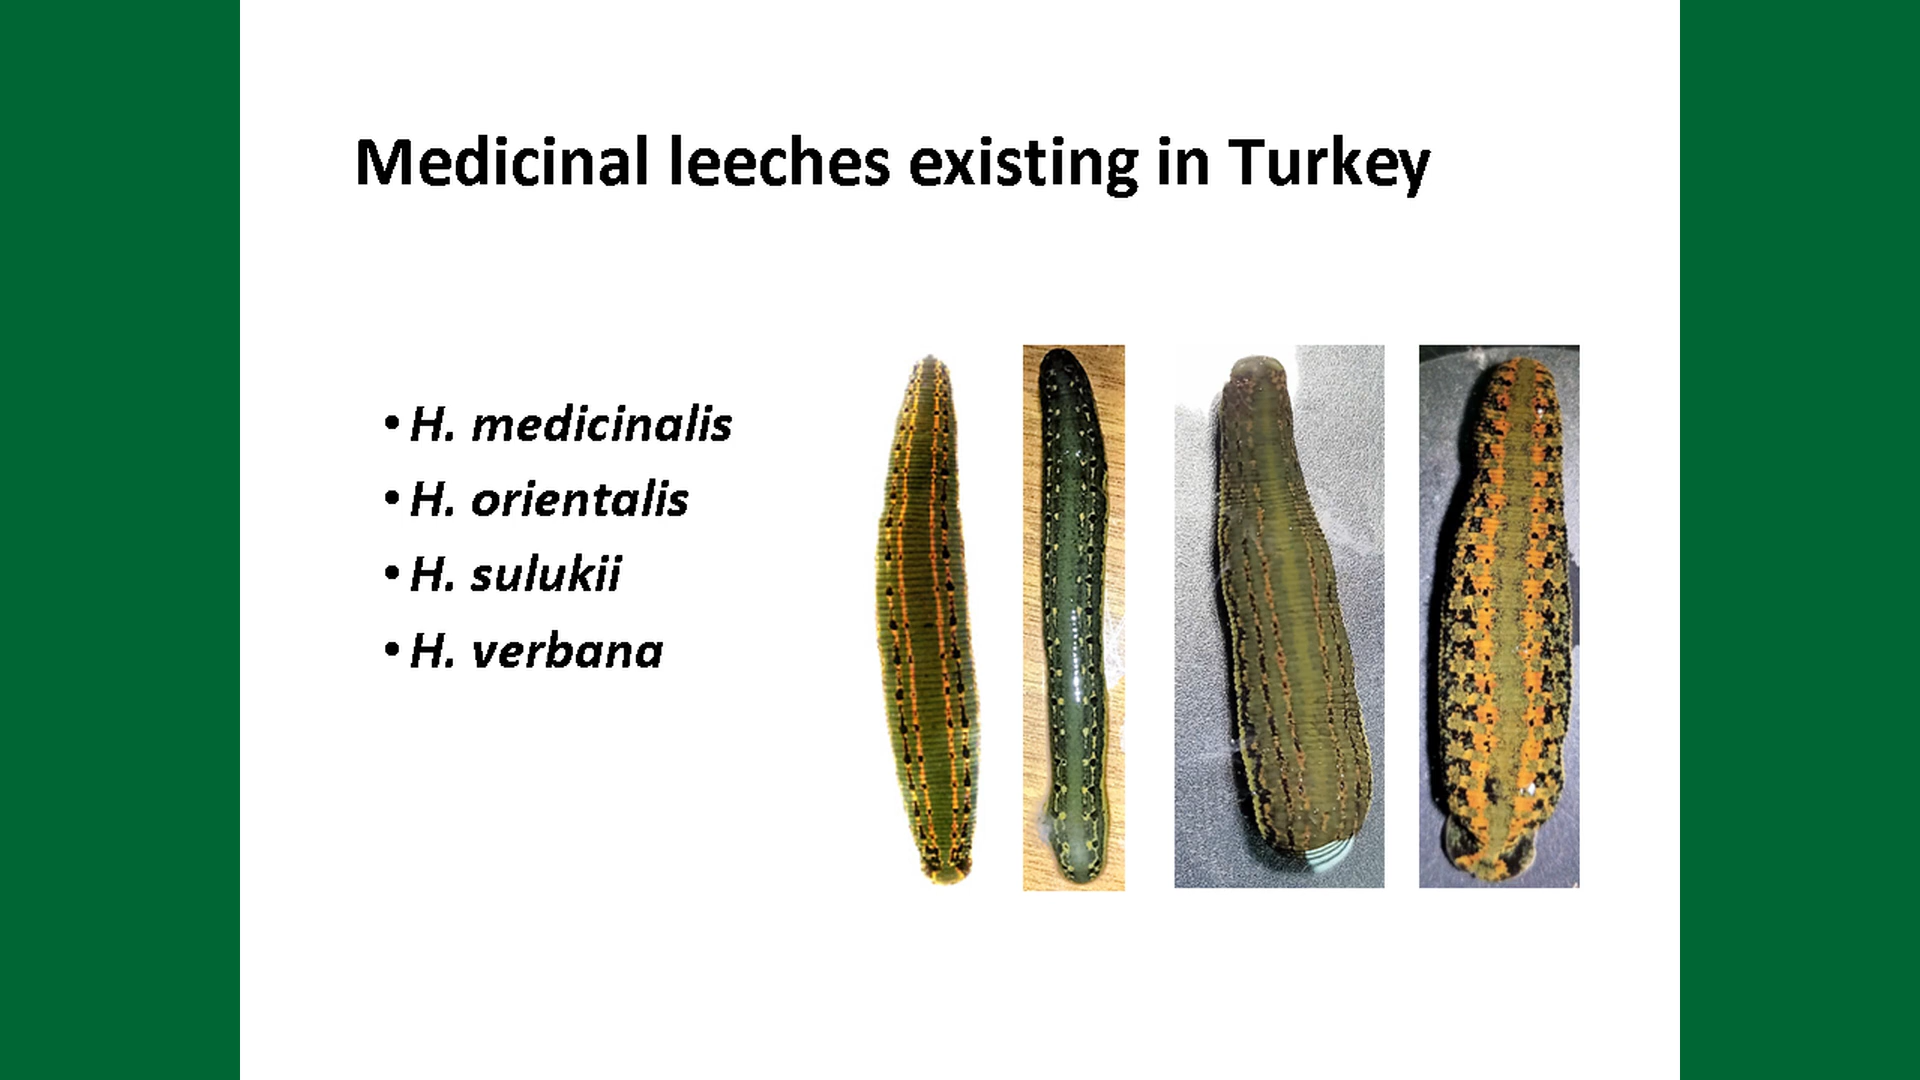 Medicinal leeches existing in Turkey
• H. medicinalis
• H. orientalis
• H. sulukii
• H. verbana